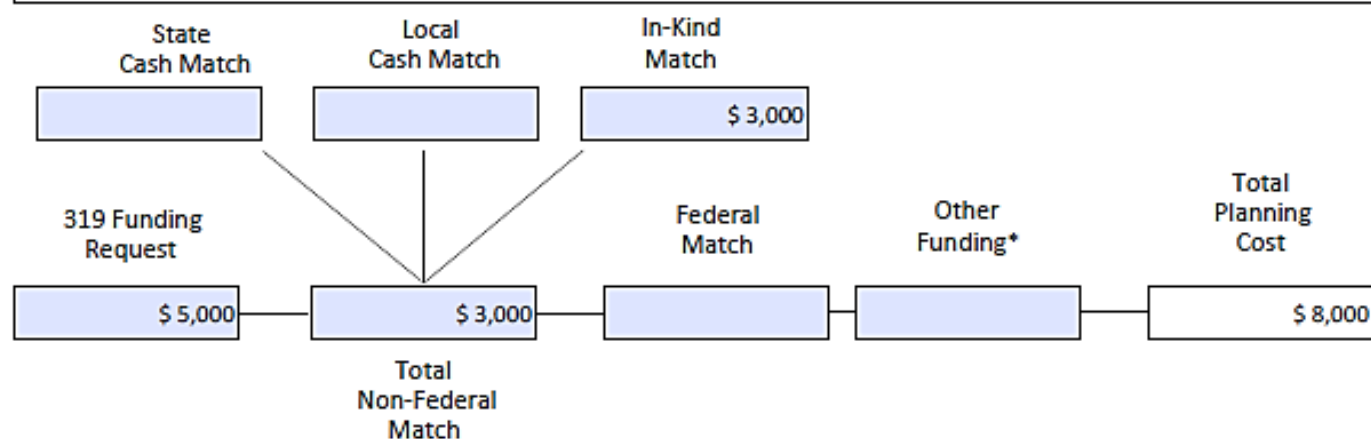 State
Cash Match
Local
Cash Match
In-Kind
Match
$ 3,000
319 Funding
Request
Federal
Match
Other
Funding*
Total
Planning
Cost
$ 5,000
$ 3,000
$ 8,000
Total
Non-Federal
Match